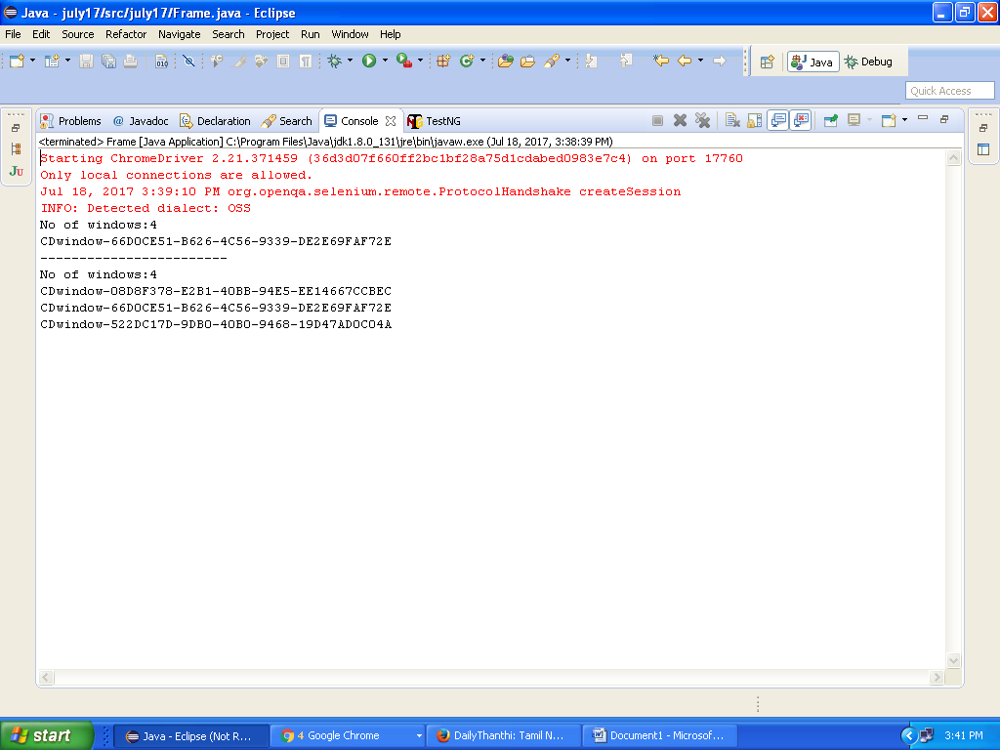 Java - july17/src/july17/Frame.java - Eclipse
File Edit Source Refactor Navigate Search Project Run Window Help
Java Debug
Quick Access
Problems @ Javadoc Declaration Search Console TestNG
<terminated> Frame [Java Application] C:\Program Files\Java\jdk1.8.0_131\jre\bin\javaw.exe (Jul 18, 2017, 3:38:39 PM)
Starting ChromeDriver 2.21.371459 (36d3d07f660ff2bc1bf28a75d1cdabed0983e7c4) on port 17760
Only local connections are allowed.
Jul 18, 2017 3:39:10 PM org.openqa.selenium.remote.ProtocolHandshake createSession
INFO: Detected dialect: OSS
No of windows:4
CDwindow-66D0CE51-B626-4C56-9339-DE2E69FAF72E
------------------------
No of windows:4
CDwindow-08D8F378-E2B1-40BB-94E5-EE14667CCBEC
CDwindow-66D0CE51-B626-4C56-9339-DE2E69FAF72E
CDwindow-522DC17D-9DB0-40B0-9468-19D47AD0C04A
start Java - Eclipse (Not R... 4 Google Chrome DailyThanthi: Tamil N... Document1 - Microsof... 3:41 PM